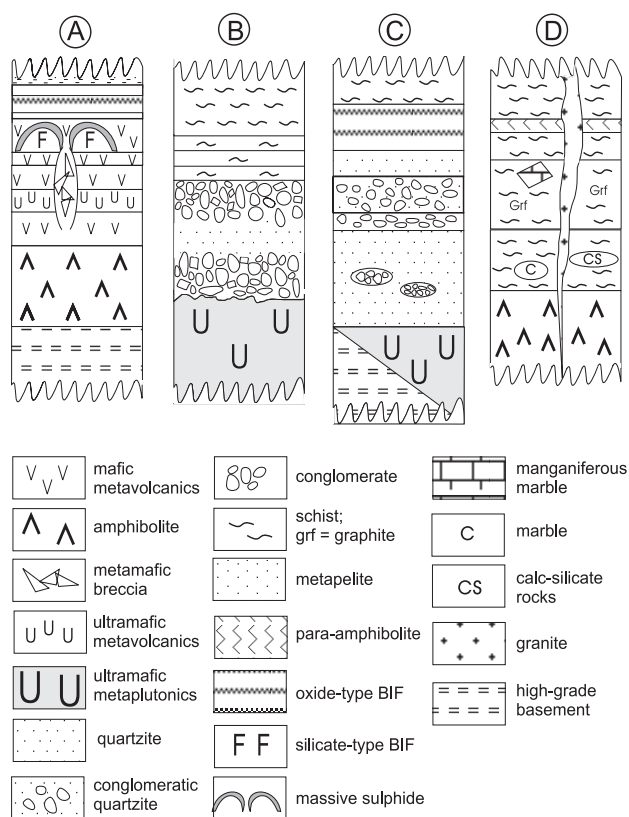 A
B
C
D
F
F
U
U
U
U
U
U
U
U
U
U
U
U
Grf
Grf
C
CS
mafic
metavolcanics
amphibolite
metamafic
breccia
U U U
ultramafic
metavolcanics
U U
ultramafic
metaplutonics
quartzite
conglomeratic
quartzite
conglomerate
schist;
grf = graphite
metapelite
para-amphibolite
oxide-type BIF
F F
silicate-type BIF
massive sulphide
manganiferous
marble
C
marble
CS
calc-silicate
rocks
granite
high-grade
basement